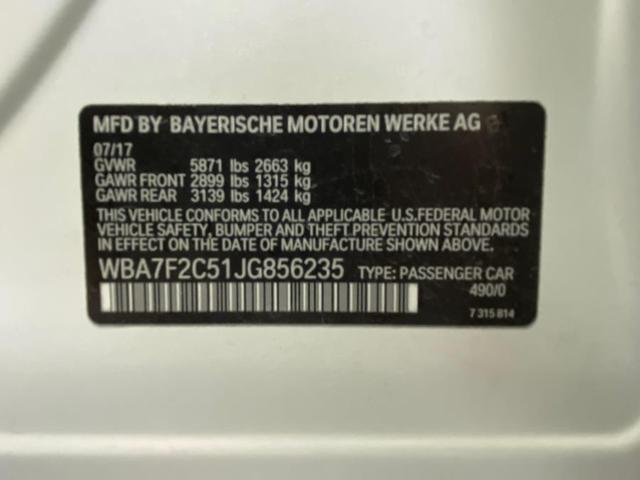 MFD BY BAYERISCHE MOTOREN WERKE AG
07/17
GVWR 5871 lbs 2663 kg
GAWR FRONT 2899 lbs 1315 kg
GAWR REAR 3139 lbs 1424 kg
THIS VEHICLE CONFORMS TO ALL APPLICABLE U.S.FEDERAL MOTOR
VEHICLE SAFETY, BUMPER, AND THEFT PREVENTION STANDARDS
IN EFFECT ON THE DATE OF MANUFACTURE SHOWN ABOVE.
WBA7F2C51JG856235 TYPE: PASSENGER CAR
490/0
7 315 814